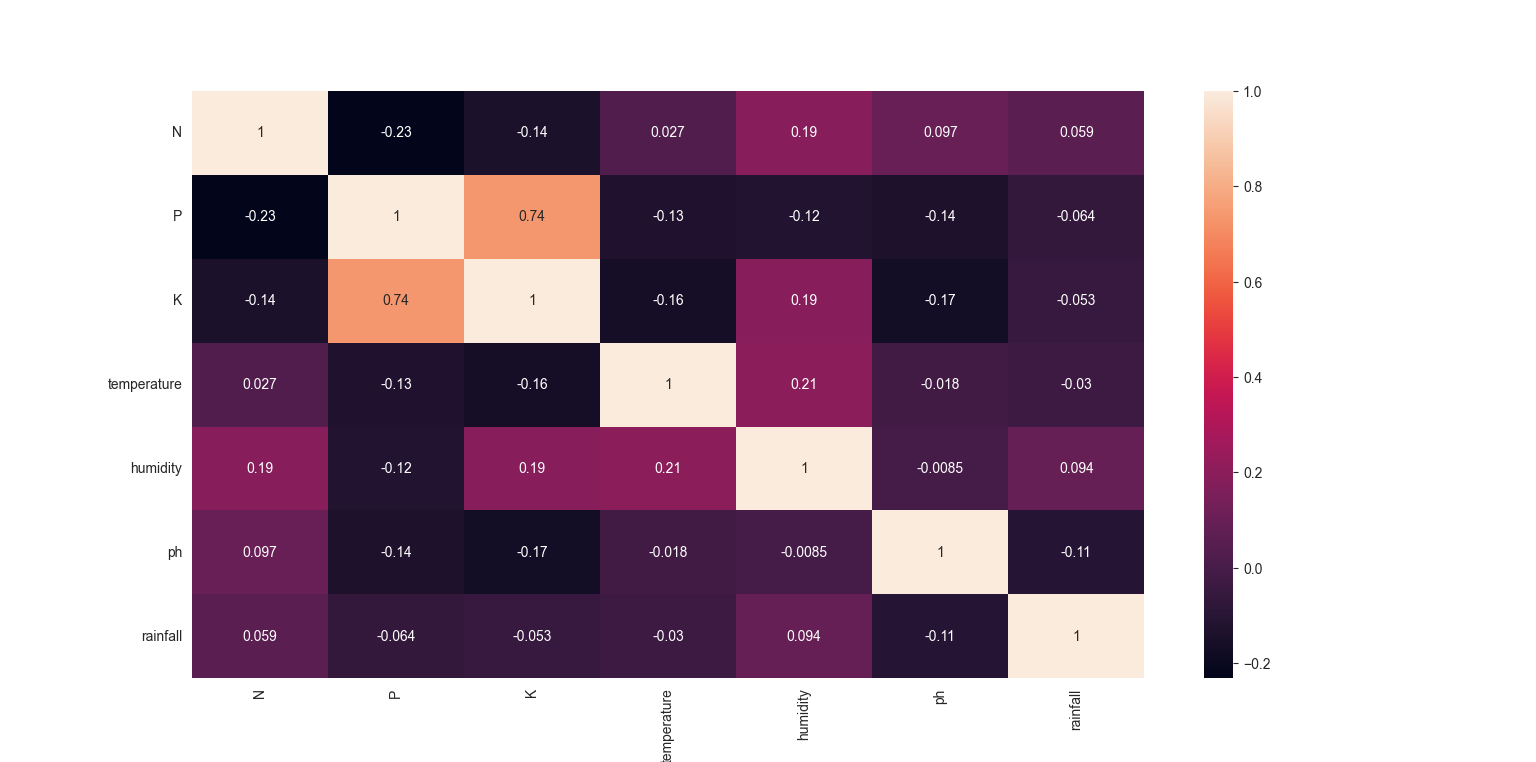 N 1 -0.23 -0.14 0.027 0.19 0.097 0.059
P -0.23 1 0.74 -0.13 -0.12 -0.14 -0.064
K -0.14 0.74 1 -0.16 0.19 -0.17 -0.053
temperature 0.027 -0.13 -0.16 1 0.21 -0.018 -0.03
humidity 0.19 -0.12 0.19 0.21 1 -0.0085 0.094
ph 0.097 -0.14 -0.17 -0.018 -0.0085 1 -0.11
rainfall 0.059 -0.064 -0.053 -0.03 0.094 -0.11 1
N P K emperature humidity ph rainfall
1.0
0.8
0.6
0.4
0.2
0.0
−0.2